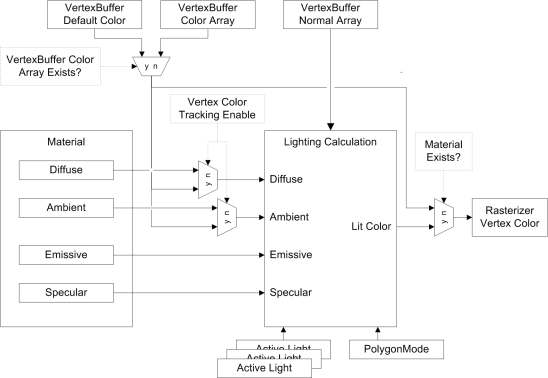 VertexBuffer
Default Color
VertexBuffer
Color Array
VertexBuffer
Normal Array
VertexBuffer Color
Array Exists?
y n
Vertex Color
Tracking Enable
Material
Lighting Calculation
Material
Exists?
Diffuse
y n
Diffuse
Ambient
y n
Ambient
Lit Color
y n
Rasterizer
Vertex Color
Emissive
Emissive
Specular
Specular
Active Light
Active Light
Active Light
PolygonMode